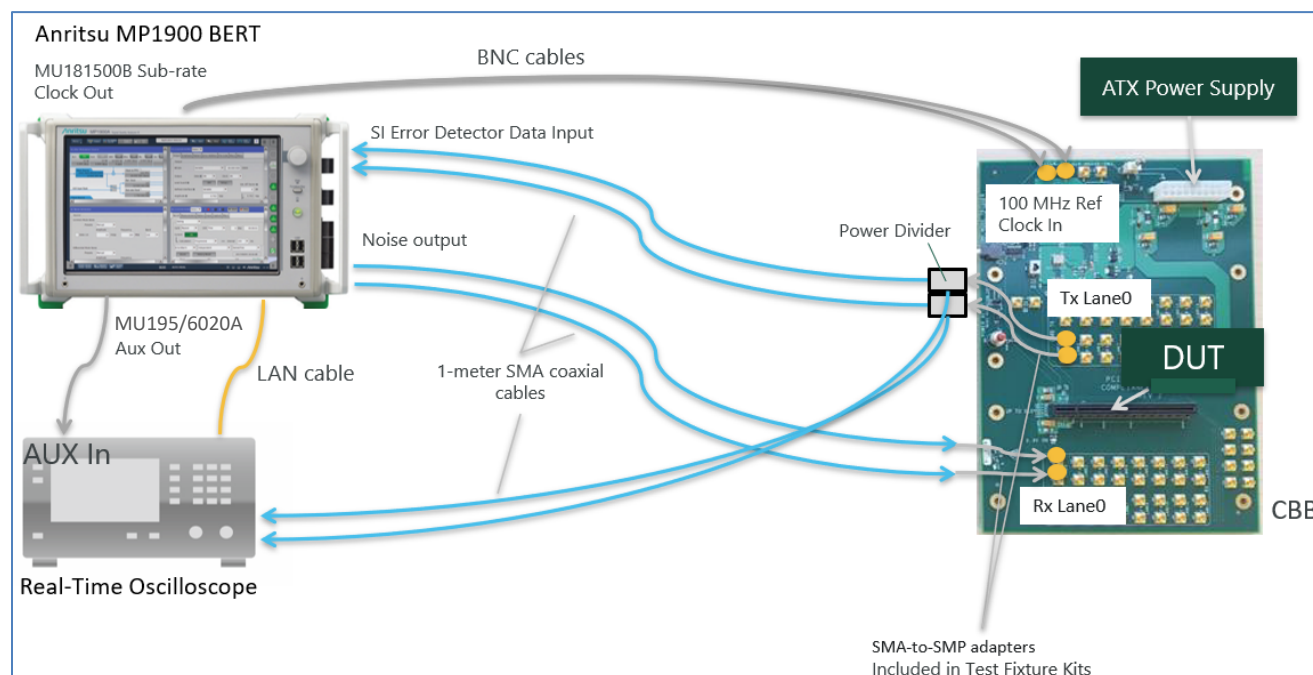 Anritsu MP1900 BERT
MU181500B Sub-rate
Clock Out
BNC cables
ATX Power Supply
SI Error Detector Data Input
100 MHz Ref
Clock In
Noise output
Power Divider
Tx Lane0
MU195/6020A
Aux Out
LAN cable
1-meter SMA coaxial
cables
DUT
AUX In
Rx Lane0
CBB
Real-Time Oscilloscope
SMA-to-SMP adapters
Included in Test Fixture Kits